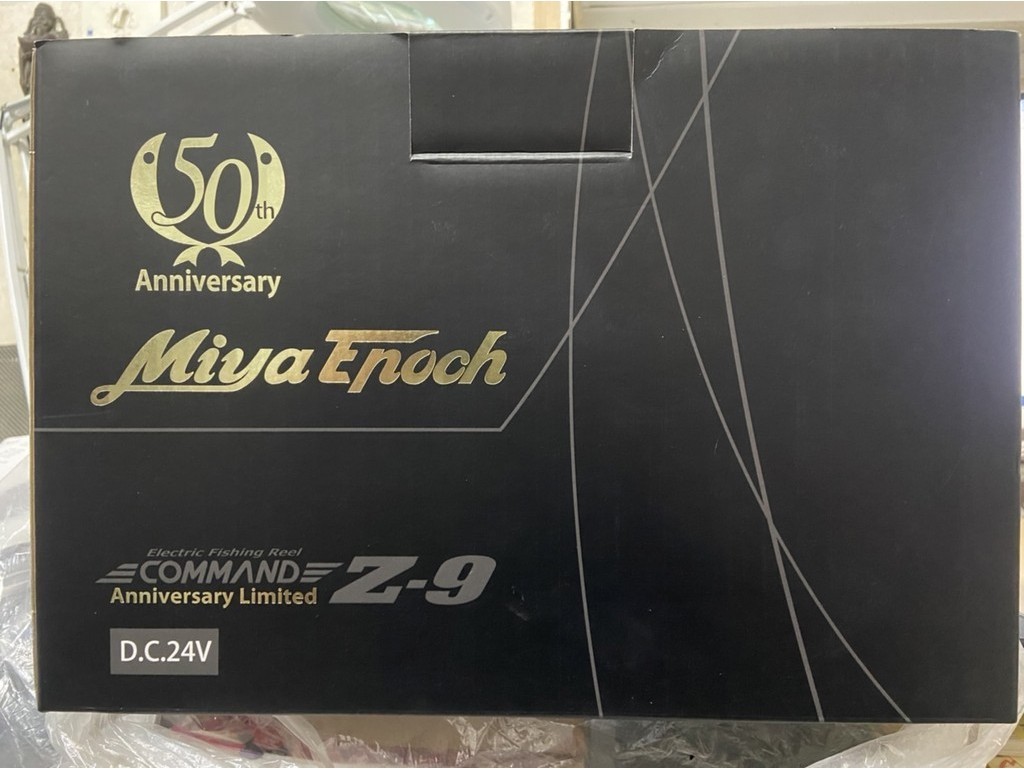 50th
Anniversary
Miya Epoch
Electric Fishing Reel
COMMAND Z-9
Anniversary Limited
D.C.24V